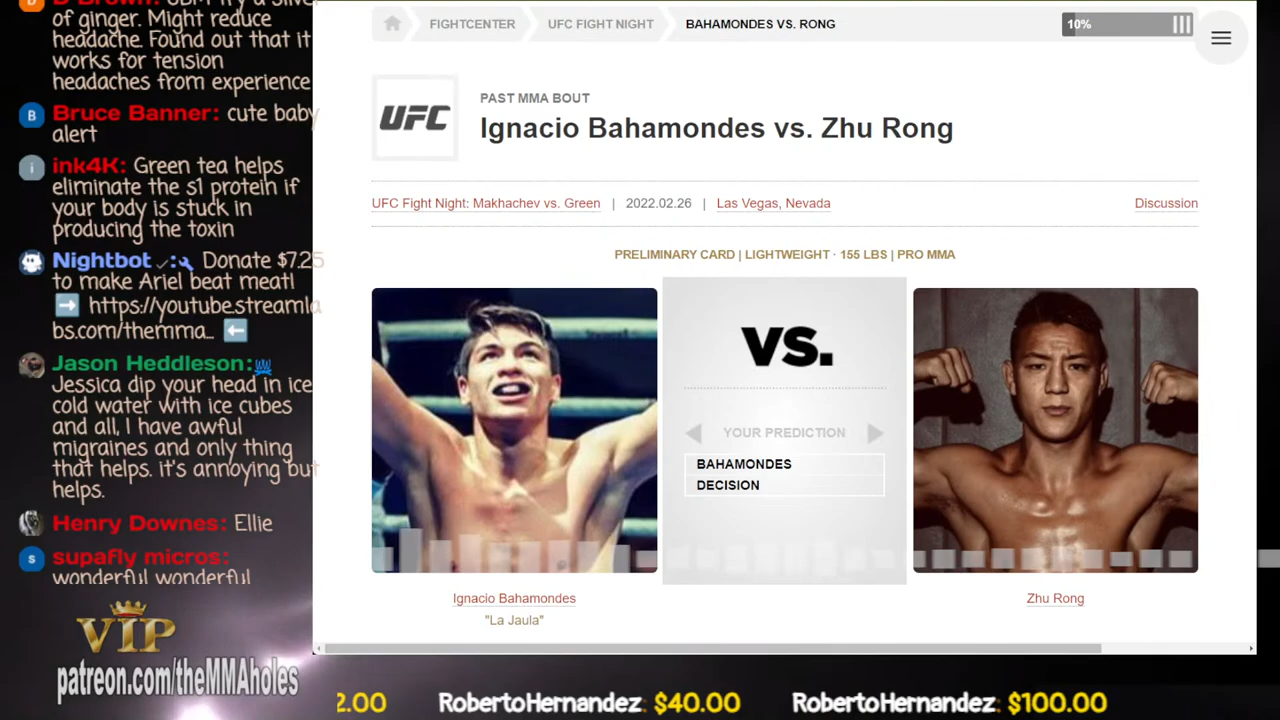 D Brown:
of ginger. Might reduce
headache. Found out that it
works for tension
headaches from experience
B Bruce Banner: cute baby
alert
i ink4K: Green tea helps
eliminate the s1 protein if
your body is stuck in
producing the toxin
Nightbot ✓: Donate $7.25
to make Ariel beat meat!
➡ https://youtube.streamla
bs.com/themma... ⬅
Jason Heddleson:
Jessica dip your head in ice
cold water with ice cubes
and all, I have awful
migraines and only thing
that helps. it's annoying but
helps.
Henry Downes: Ellie
S supafly micros:
wonderful wonderful
VIP
patreon.com/theMMAholes
FIGHTCENTER
UFC FIGHT NIGHT
BAHAMONDES VS. RONG
10%
UFC
PAST MMA BOUT
Ignacio Bahamondes vs. Zhu Rong
UFC Fight Night: Makhachev vs. Green | 2022.02.26 | Las Vegas, Nevada
Discussion
PRELIMINARY CARD | LIGHTWEIGHT · 155 LBS | PRO MMA
VS.
YOUR PREDICTION
BAHAMONDES
DECISION
Ignacio Bahamondes
"La Jaula"
Zhu Rong
2.00 RobertoHernandez: $40.00 RobertoHernandez: $100.00